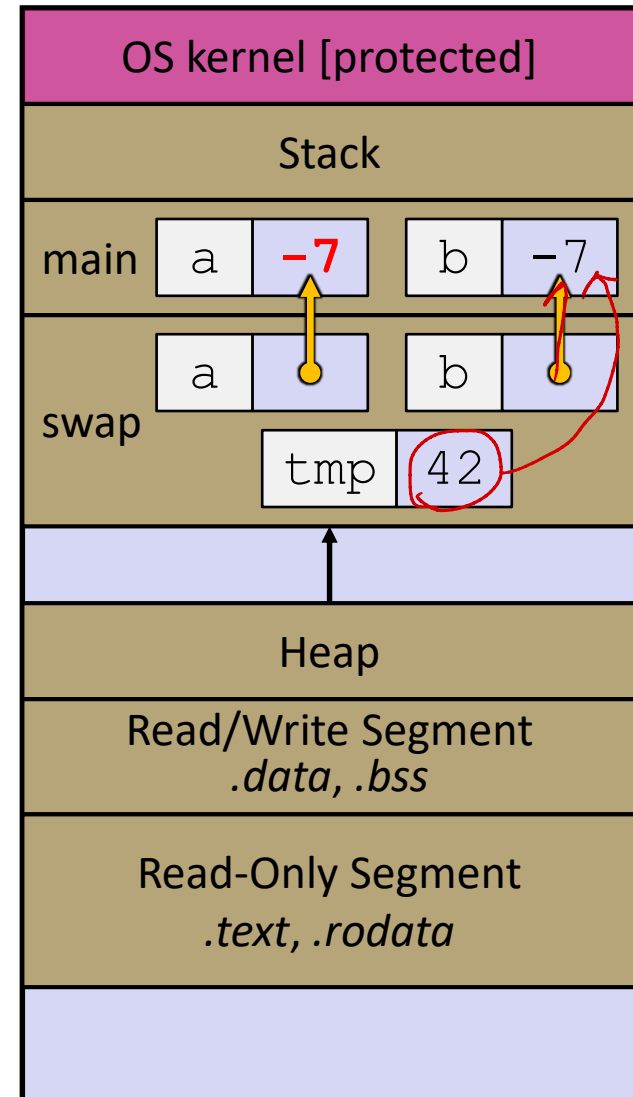 OS kernel [protected]
Stack
main a -7 b -7
swap a b
tmp 42
Heap
Read/Write Segment
.data, .bss
Read-Only Segment
.text, .rodata